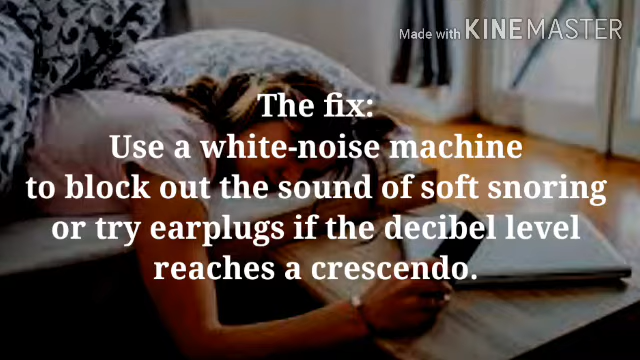 Made with KINEMASTER
The fix:
Use a white-noise machine
to block out the sound of soft snoring
or try earplugs if the decibel level
reaches a crescendo.